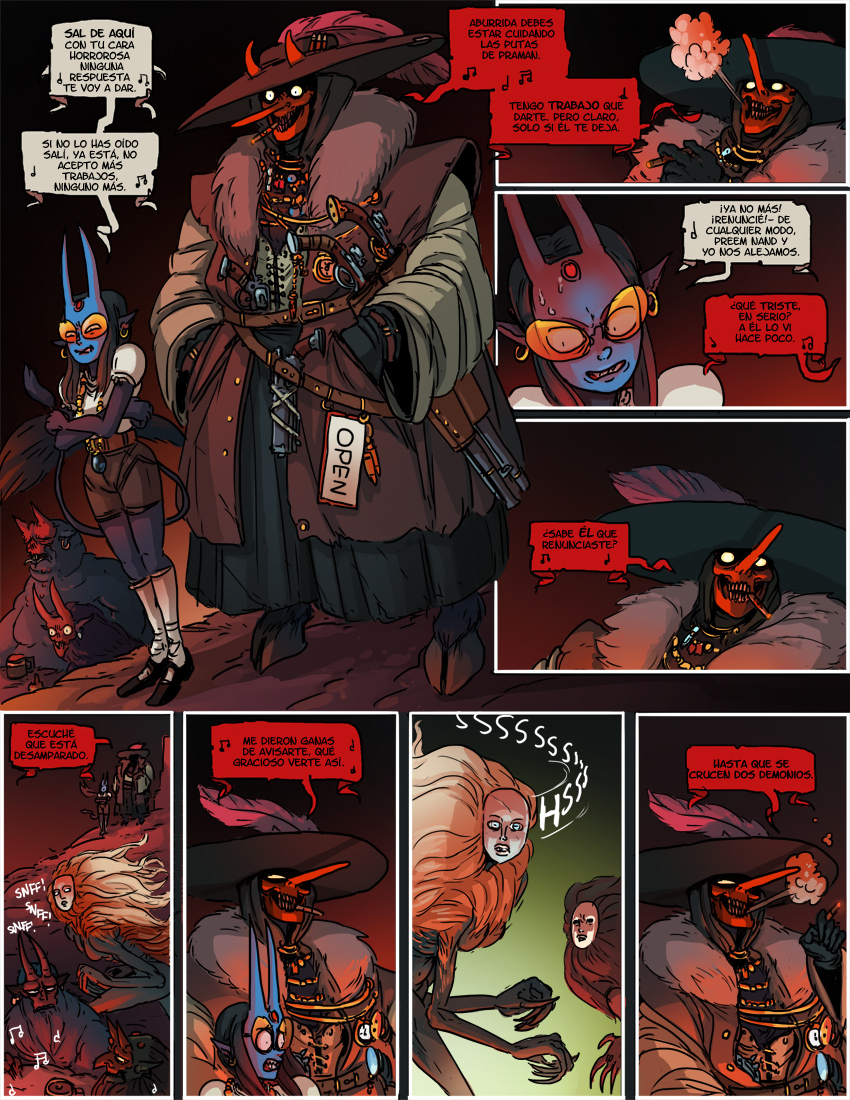 SAL DE AQUÍ
CON TU CARA
HORROROSA
NINGUNA
RESPUESTA
TE VOY A DAR.
SI NO LO HAS OÍDO
SALÍ, YA ESTÁ, NO
ACEPTO MÁS
TRABAJOS,
NINGUNO MÁS.
ABURRIDA DEBES
ESTAR CUIDANDO
LAS PUTAS
DE PRAMAN.
TENGO TRABAJO QUE
DARTE. PERO CLARO,
SOLO SI ÉL TE DEJA.
OPEN
¡YA NO MÁS!
¡RENUNCIÉ!- DE
CUALQUIER MODO,
PREEM NAND Y
YO NOS ALEJAMOS.
¿QUÉ TRISTE,
EN SERIO?
A ÉL LO VI
HACE POCO.
¿SABE ÉL QUE
RENUNCIASTE?
ESCUCHÉ
QUE ESTÁ
DESAMPARADO.
SNFF!
SNFF!
SNFF!
ME DIERON GANAS
DE AVISARTE, QUÉ
GRACIOSO VERTE ASÍ.
SSSSSSSSSSS
HSSS
HASTA QUE SE
CRUCEN DOS DEMONIOS.